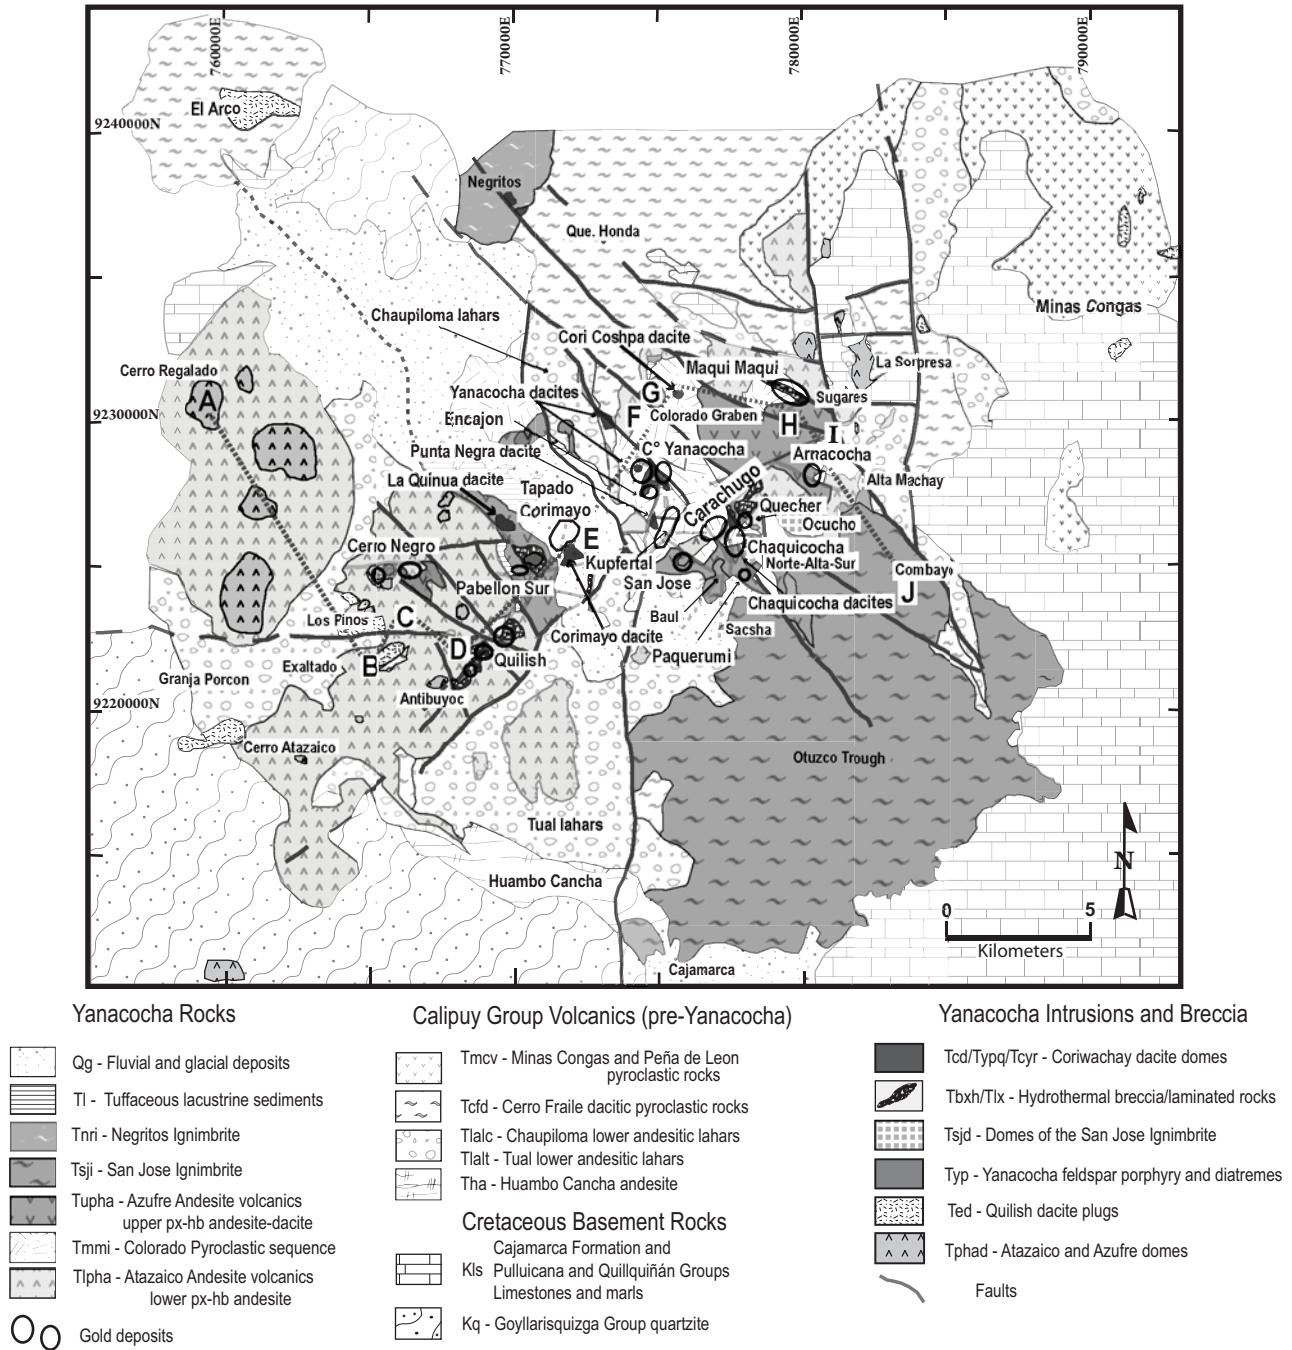 760000E
770000E
780000E
790000E
El Arco
9240000N
Negritos
Que. Honda
Minas Congas
Chaupiloma lahars
Cori Coshpa dacite
Cerro Regalado
Maqui Maqui
La Sorpresa
Yanacocha dacites
G
Sugares
A
9230000N
Encajon
F
Colorado Graben
H
I
Punta Negra dacite
C° Yanacocha
Arnacocha
La Quinua dacite
Tapado
Corimayo
Carachugo
Alta Machay
Quecher
Ocucho
Cerro Negro
E
Kupfertal
Chaquicocha
Norte-Alta-Sur
Combayo
Pabellon Sur
San Jose
J
Los Pinos
C
Baul
Chaquicocha dacites
Corimayo dacite
Sacsha
B
D
Exaltado
Quilish
Paquerumi
Granja Porcon
Antibuyoc
9220000N
Cerro Atazaico
Otuzco Trough
Tual lahars
N
Huambo Cancha
0 5
Kilometers
Cajamarca
Yanacocha Rocks
Qg - Fluvial and glacial deposits
Tl - Tuffaceous lacustrine sediments
Tnri - Negritos Ignimbrite
Tsji - San Jose Ignimbrite
Tupha - Azufre Andesite volcanics
upper px-hb andesite-dacite
Tmmi - Colorado Pyroclastic sequence
Tlpha - Atazaico Andesite volcanics
lower px-hb andesite
Gold deposits
Calipuy Group Volcanics (pre-Yanacocha)
Tmcv - Minas Congas and Peña de Leon
pyroclastic rocks
Tcfd - Cerro Fraile dacitic pyroclastic rocks
Tlalc - Chaupiloma lower andesitic lahars
Tlalt - Tual lower andesitic lahars
Tha - Huambo Cancha andesite
Cretaceous Basement Rocks
Cajamarca Formation and
Kls Pulluicana and Quillquiñán Groups
Limestones and marls
Kq - Goyllarisquizga Group quartzite
Yanacocha Intrusions and Breccia
Tcd/Typq/Tcyr - Coriwachay dacite domes
Tbxh/Tlx - Hydrothermal breccia/laminated rocks
Tsjd - Domes of the San Jose Ignimbrite
Typ - Yanacocha feldspar porphyry and diatremes
Ted - Quilish dacite plugs
Tphad - Atazaico and Azufre domes
Faults